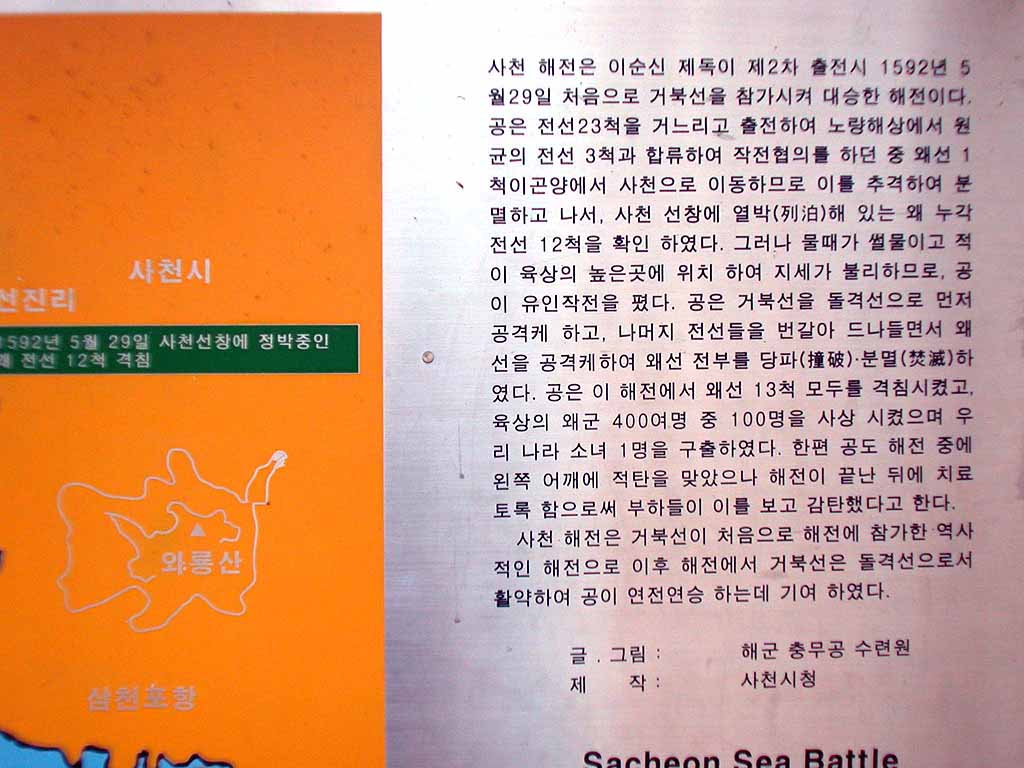 사천시
선진리
1592년 5월 29일 사천선창에 정박중인
왜 전선 12척 격침
와룡산
삼천포항
사천 해전은 이순신 제독이 제2차 출전시 1592년 5
월29일 처음으로 거북선을 참가시켜 대승한 해전이다.
공은 전선23척을 거느리고 출전하여 노량해상에서 원
균의 전선 3척과 합류하여 작전협의를 하던 중 왜선 1
척이곤양에서 사천으로 이동하므로 이를 추격하여 분
멸하고 나서, 사천 선창에 열박(列泊)해 있는 왜 누각
전선 12척을 확인 하였다. 그러나 물때가 썰물이고 적
이 육상의 높은곳에 위치 하여 지세가 불리하므로, 공
이 유인작전을 폈다. 공은 거북선을 돌격선으로 먼저
공격케 하고, 나머지 전선들을 번갈아 드나들면서 왜
선을 공격케하여 왜선 전부를 당파(撞破)·분멸(焚滅)하
였다. 공은 이 해전에서 왜선 13척 모두를 격침시켰고,
육상의 왜군 400여명 중 100명을 사상 시켰으며 우
리 나라 소녀 1명을 구출하였다. 한편 공도 해전 중에
왼쪽 어깨에 적탄을 맞았으나 해전이 끝난 뒤에 치료
토록 함으로써 부하들이 이를 보고 감탄했다고 한다.
사천 해전은 거북선이 처음으로 해전에 참가한 역사
적인 해전으로 이후 해전에서 거북선은 돌격선으로서
활약하여 공이 연전연승 하는데 기여 하였다.
글 . 그림 : 해군 충무공 수련원
제 작 : 사천시청
Sacheon Sea Battle